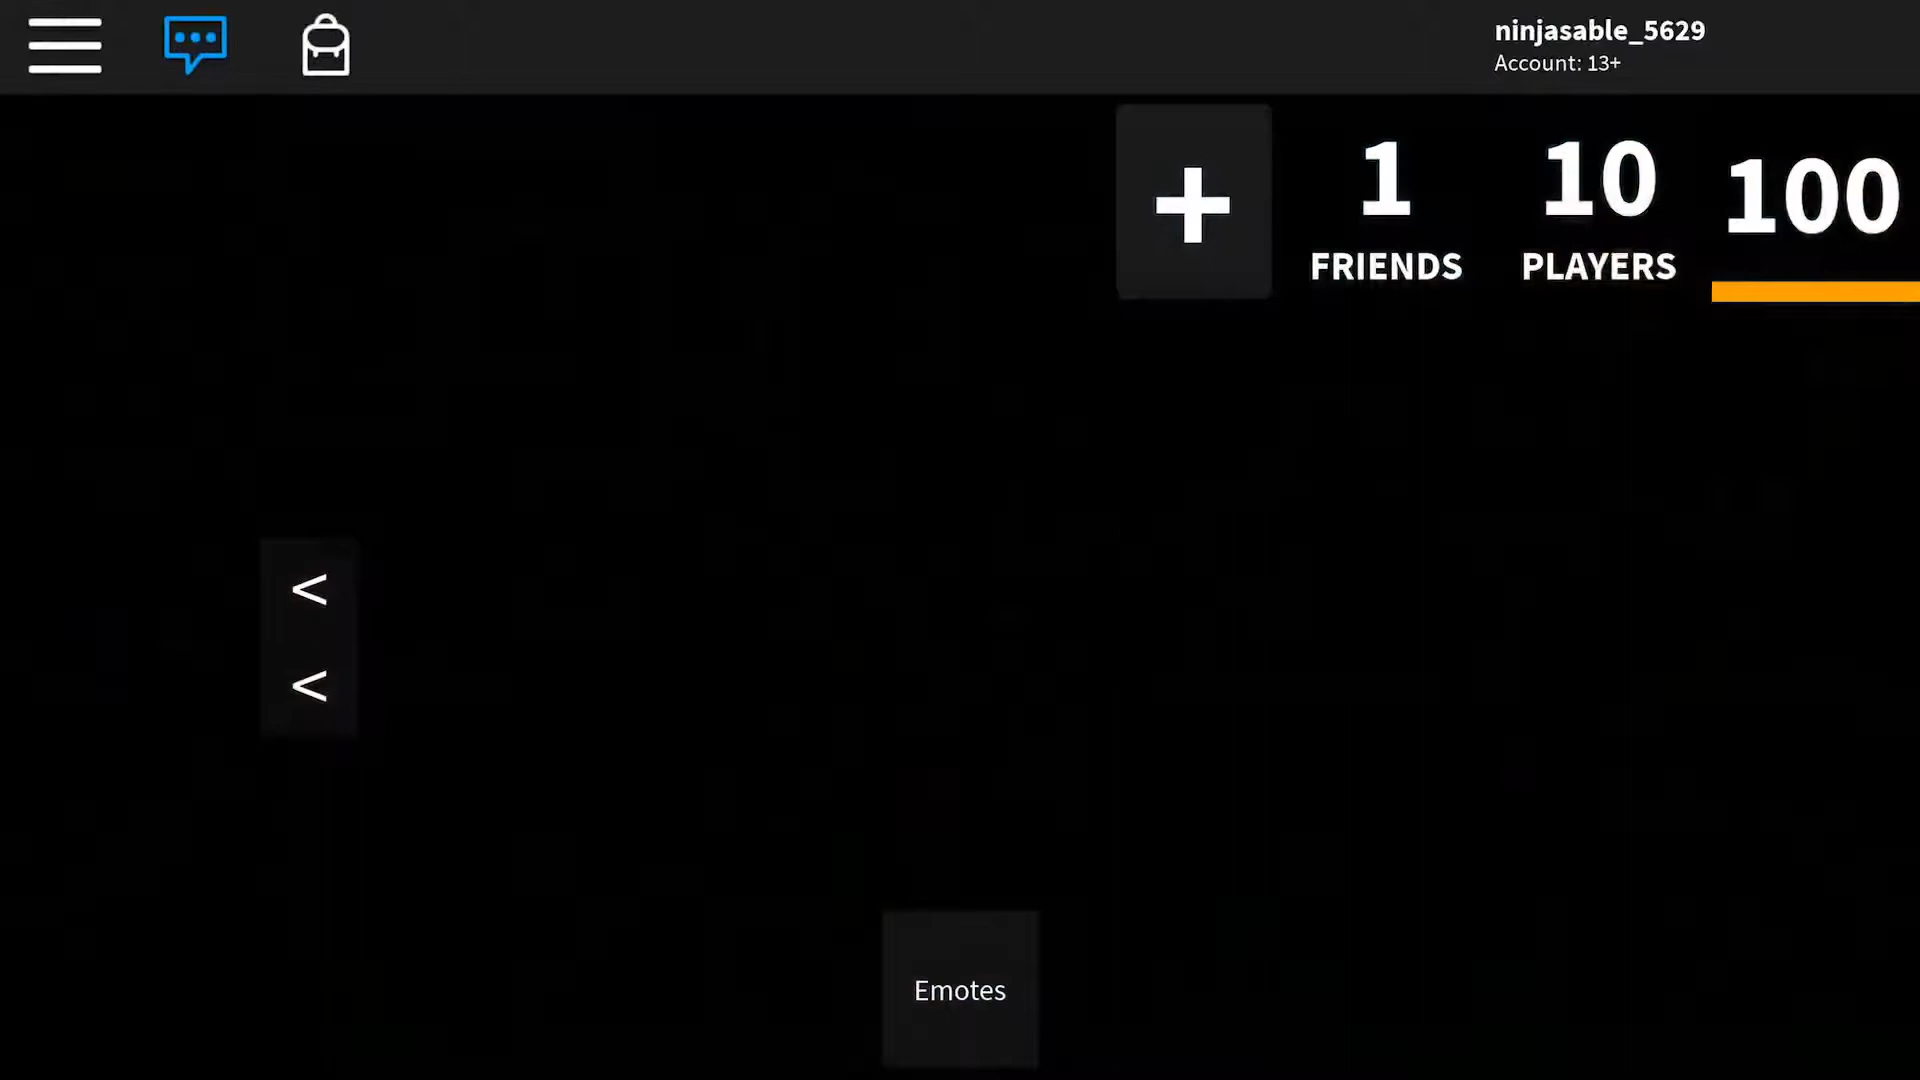 ninjasable_5629
Account: 13+
+
1
FRIENDS
10
PLAYERS
100
<
<
Emotes